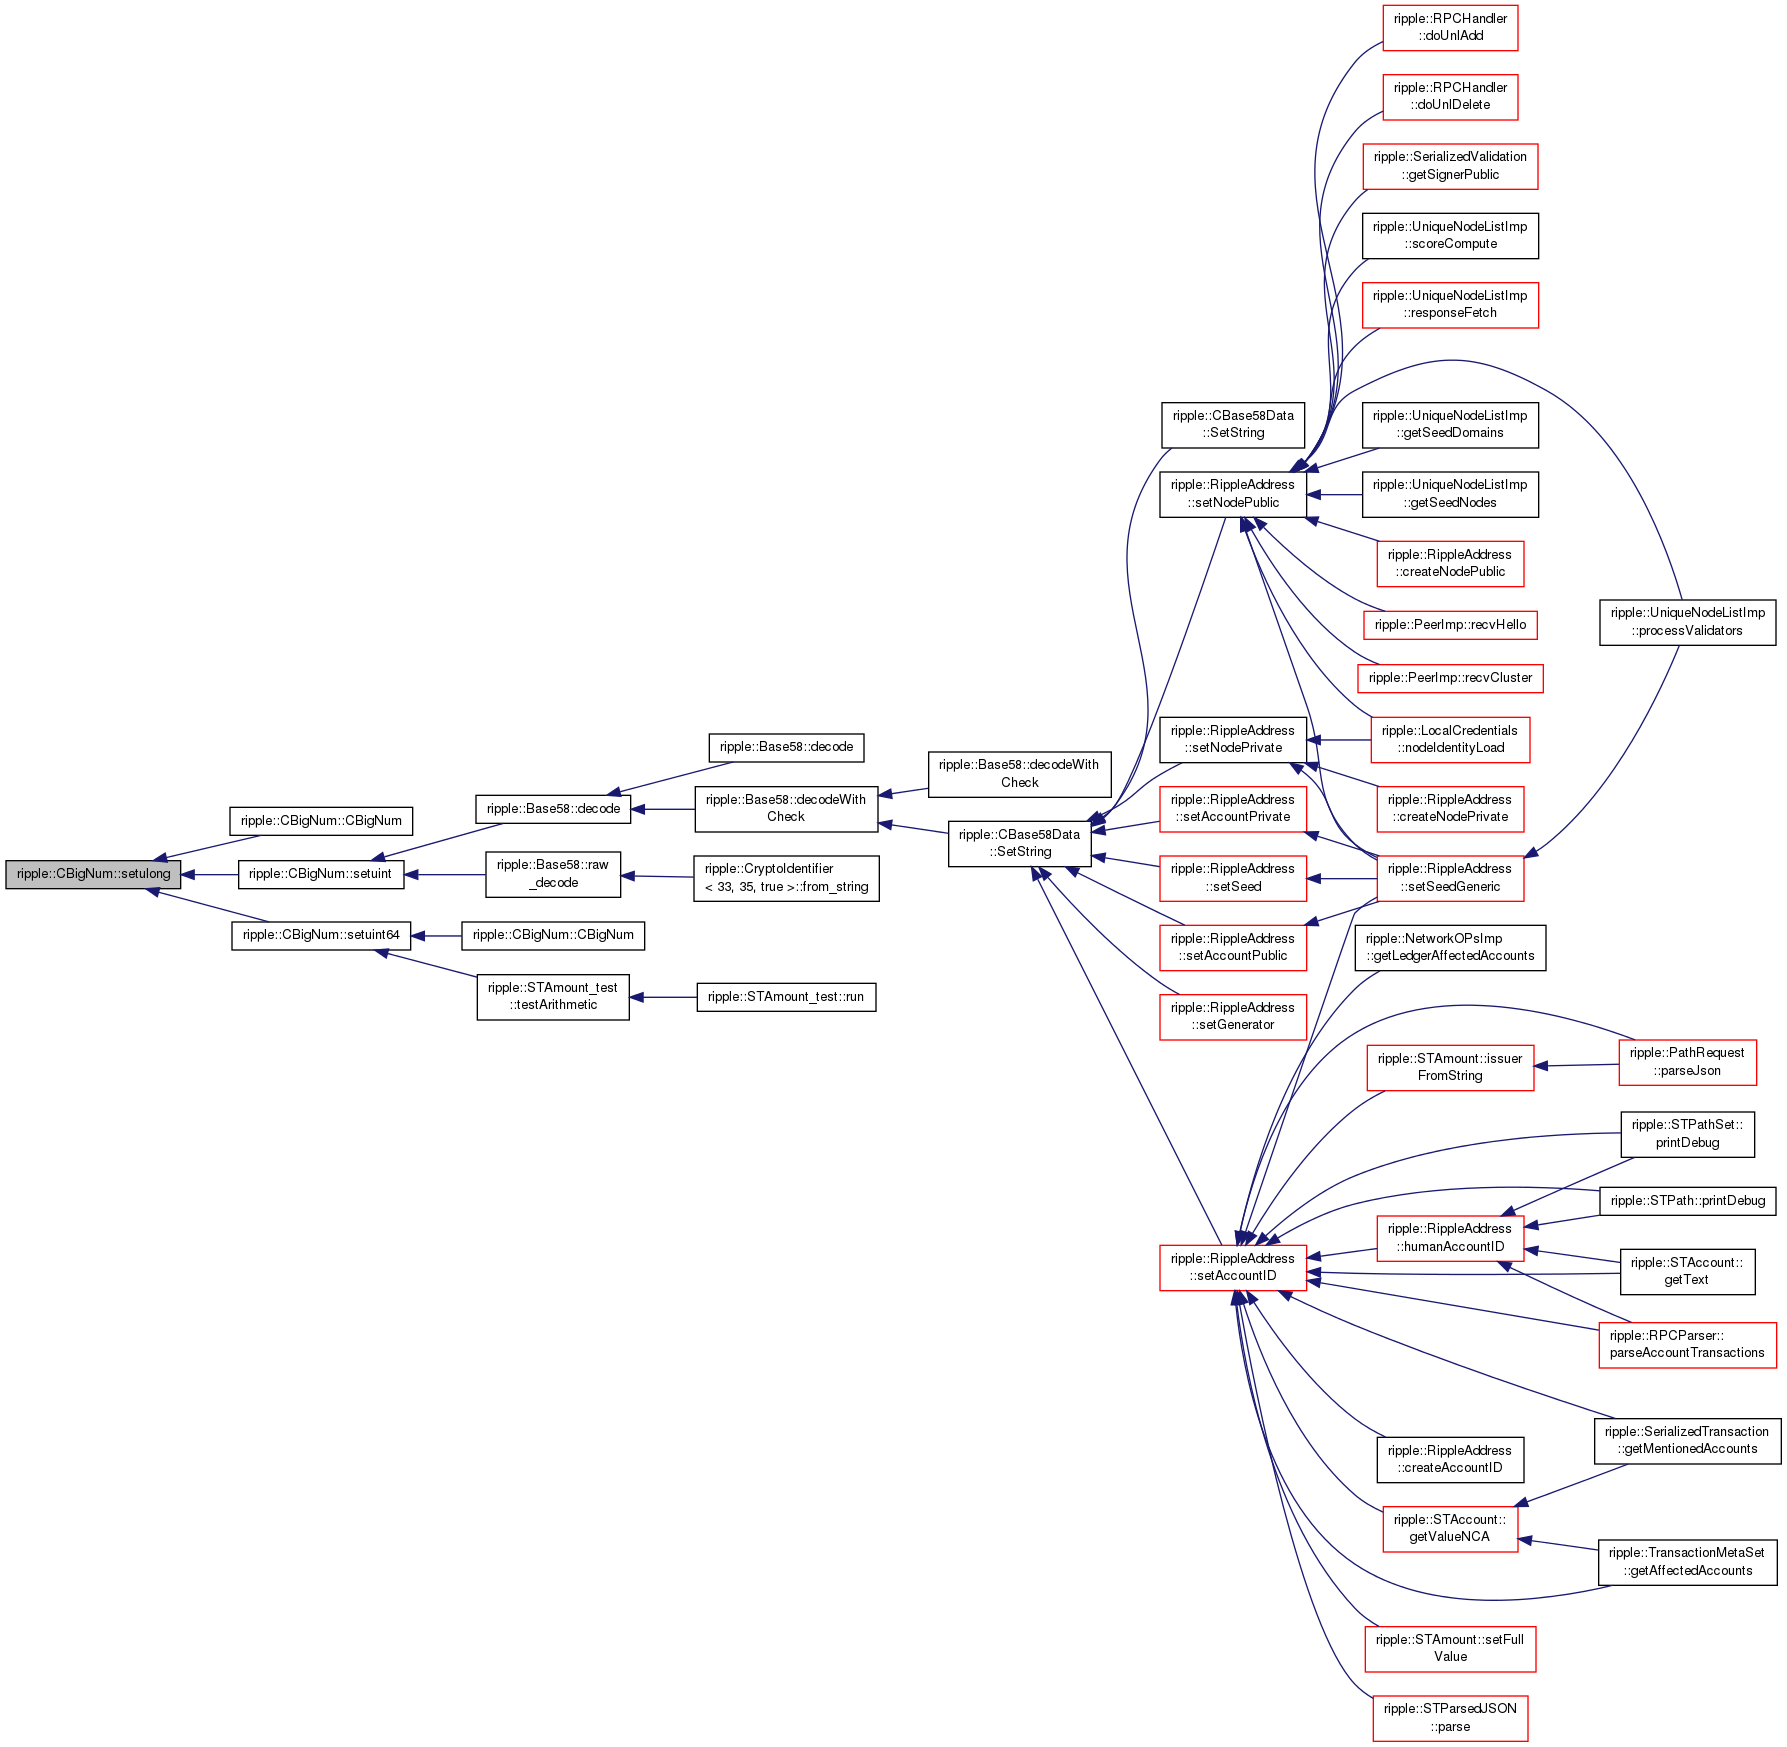 ripple::RPCHandler
::doUnlAdd
ripple::RPCHandler
::doUnlDelete
ripple::SerializedValidation
::getSignerPublic
ripple::UniqueNodeListImp
::scoreCompute
ripple::UniqueNodeListImp
::responseFetch
ripple::CBase58Data
::SetString
ripple::UniqueNodeListImp
::getSeedDomains
ripple::RippleAddress
::setNodePublic
ripple::UniqueNodeListImp
::getSeedNodes
ripple::RippleAddress
::createNodePublic
ripple::PeerImp::recvHello
ripple::UniqueNodeListImp
::processValidators
ripple::PeerImp::recvCluster
ripple::RippleAddress
::setNodePrivate
ripple::LocalCredentials
::nodeIdentityLoad
ripple::Base58::decode
ripple::Base58::decodeWith
Check
ripple::Base58::decode
ripple::Base58::decodeWith
Check
ripple::RippleAddress
::setAccountPrivate
ripple::RippleAddress
::createNodePrivate
ripple::CBigNum::CBigNum
ripple::CBase58Data
::SetString
ripple::CBigNum::setulong
ripple::CBigNum::setuint
ripple::Base58::raw
_decode
ripple::CryptoIdentifier
< 33, 35, true >::from_string
ripple::RippleAddress
::setSeed
ripple::RippleAddress
::setSeedGeneric
ripple::CBigNum::setuint64
ripple::CBigNum::CBigNum
ripple::RippleAddress
::setAccountPublic
ripple::NetworkOPsImp
::getLedgerAffectedAccounts
ripple::STAmount_test
::testArithmetic
ripple::STAmount_test::run
ripple::RippleAddress
::setGenerator
ripple::STAmount::issuer
FromString
ripple::PathRequest
::parseJson
ripple::STPathSet::
printDebug
ripple::STPath::printDebug
ripple::RippleAddress
::humanAccountID
ripple::RippleAddress
::setAccountID
ripple::STAccount::
getText
ripple::RPCParser::
parseAccountTransactions
ripple::SerializedTransaction
::getMentionedAccounts
ripple::RippleAddress
::createAccountID
ripple::STAccount::
getValueNCA
ripple::TransactionMetaSet
::getAffectedAccounts
ripple::STAmount::setFull
Value
ripple::STParsedJSON
::parse